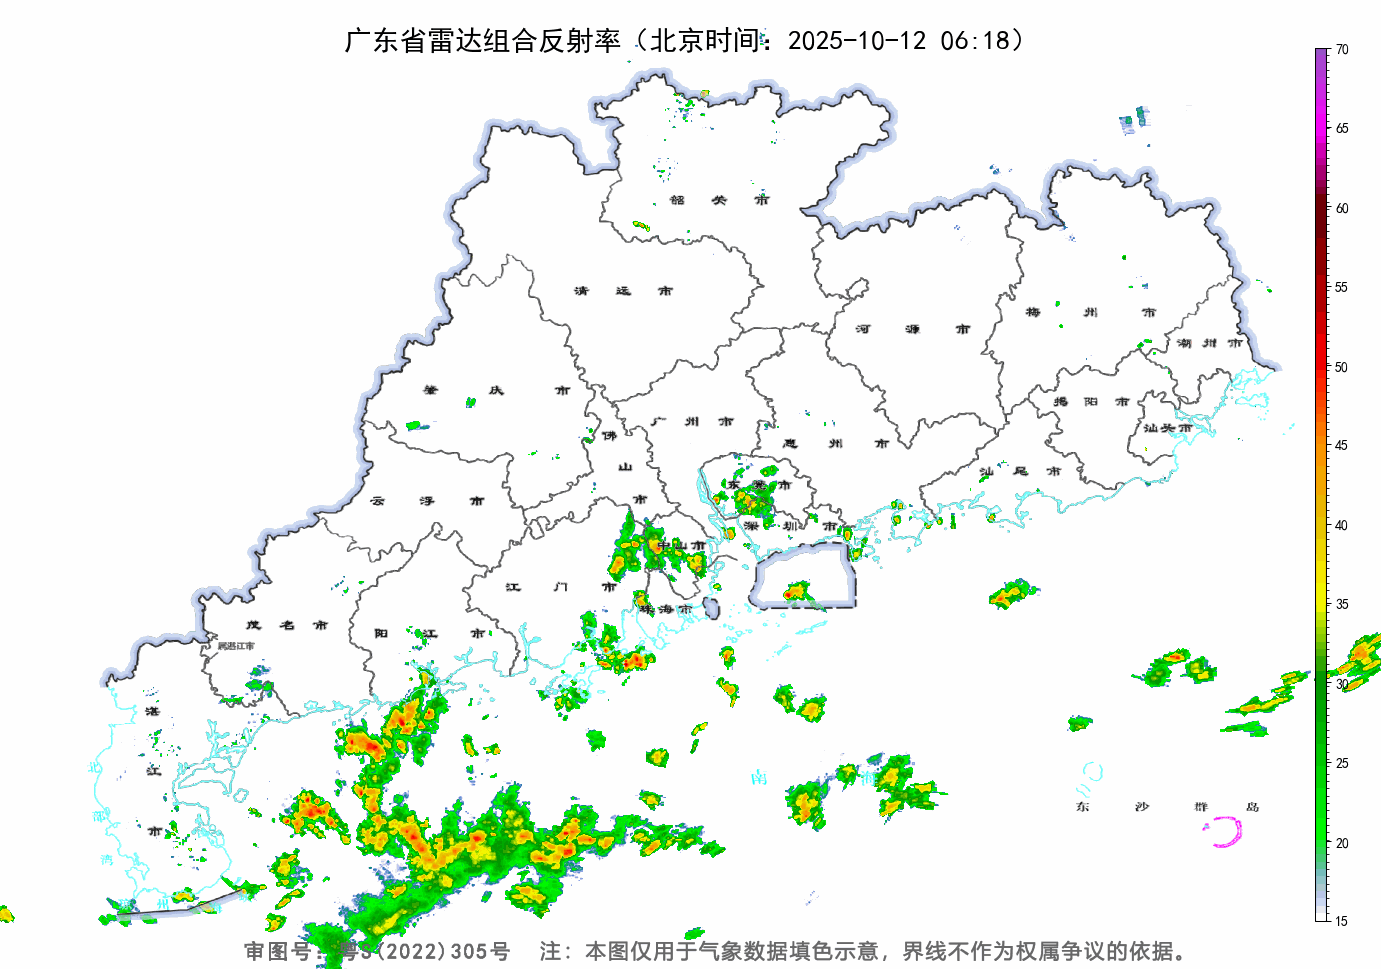 广东省雷达组合反射率（北京时间：2025-10-12 06:18）
70
65
60
55
50
45
40
35
30
25
20
15
韶关市
清远市
河源市
梅州市
潮州市
肇庆市
广州市
佛山市
惠州市
揭阳市
汕头市
汕尾市
云浮市
东莞市
深圳市
中山市
江门市
珠海市
茂名市
属湛江市
阳江市
湛江市
南海
东沙群岛
审图号：粤S(2022)305号 注：本图仅用于气象数据填色示意，界线不作为权属争议的依据。